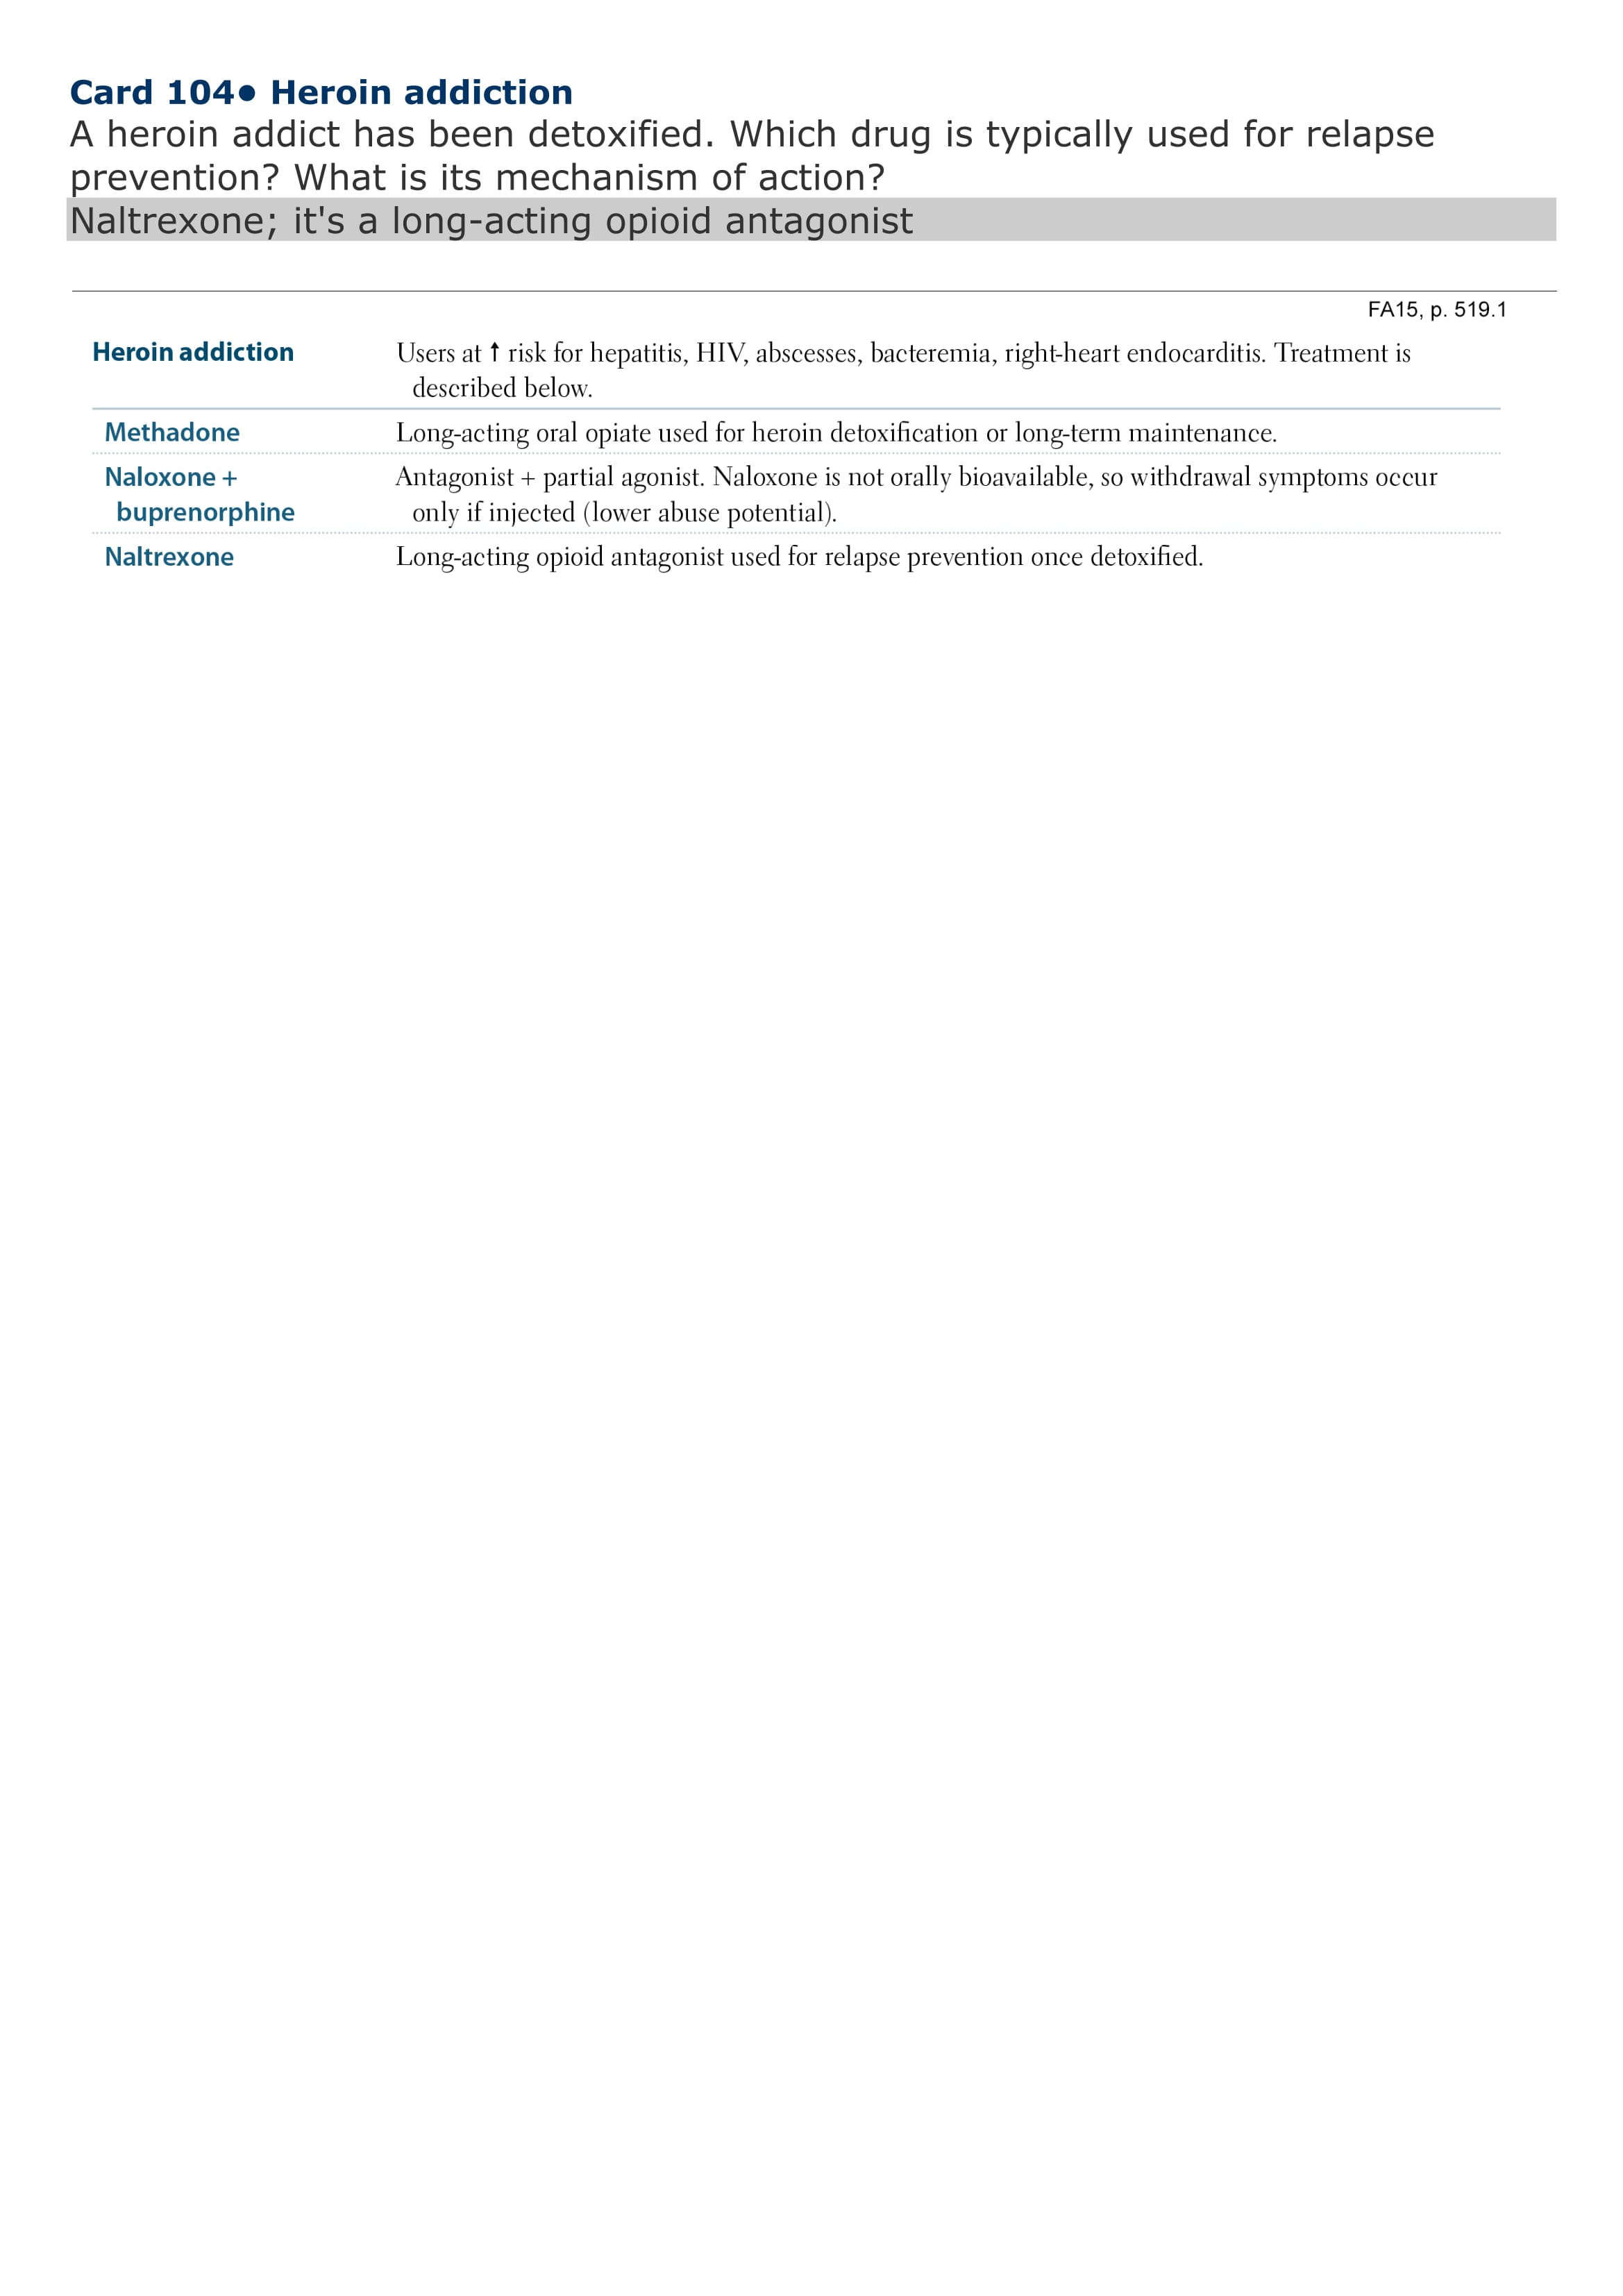 Card 104● Heroin addiction
A heroin addict has been detoxified. Which drug is typically used for relapse
prevention? What is its mechanism of action?
Naltrexone; it's a long-acting opioid antagonist
FA15, p. 519.1
Heroin addiction Users at ↑ risk for hepatitis, HIV, abscesses, bacteremia, right-heart endocarditis. Treatment is
described below.
Methadone Long-acting oral opiate used for heroin detoxification or long-term maintenance.
Naloxone + Antagonist + partial agonist. Naloxone is not orally bioavailable, so withdrawal symptoms occur
buprenorphine only if injected (lower abuse potential).
Naltrexone Long-acting opioid antagonist used for relapse prevention once detoxified.